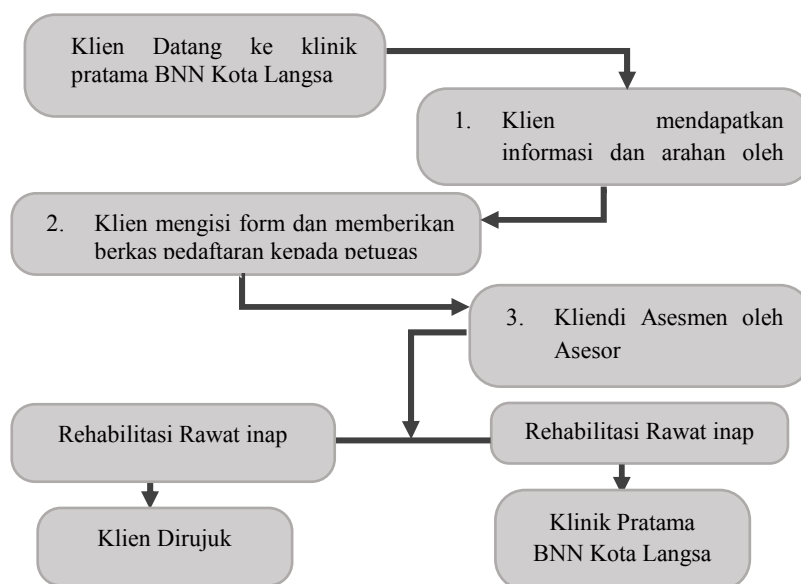 Klien Datang ke klinik
pratama BNN Kota Langsa
1. Klien mendapatkan
informasi dan arahan oleh
2. Klien mengisi form dan memberikan
berkas pedaftaran kepada petugas
3. Kliendi Asesmen oleh
Asesor
Rehabilitasi Rawat inap
Rehabilitasi Rawat inap
Klien Dirujuk
Klinik Pratama
BNN Kota Langsa